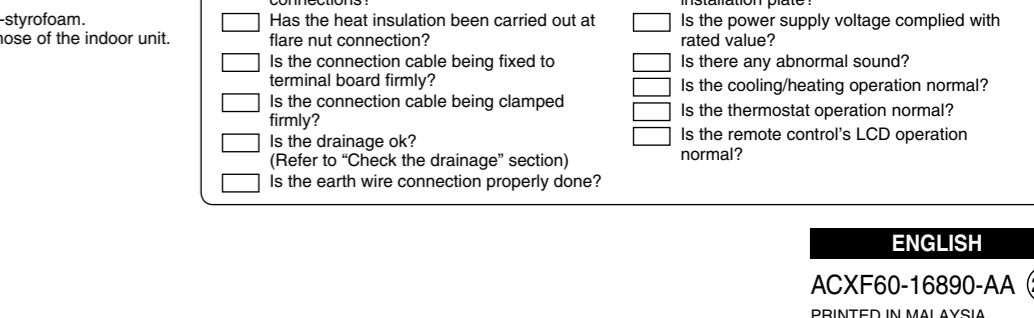 -styrofoam.
hose of the indoor unit.
connections?
Has the heat insulation been carried out at
flare nut connection?
Is the connection cable being fixed to
terminal board firmly?
Is the connection cable being clamped
firmly?
Is the drainage ok?
(Refer to “Check the drainage” section)
Is the earth wire connection properly done?
installation plate?
Is the power supply voltage complied with
rated value?
Is there any abnormal sound?
Is the cooling/heating operation normal?
Is the thermostat operation normal?
Is the remote control’s LCD operation
normal?
ENGLISH
ACXF60-16890-AA
PRINTED IN MALAYSIA